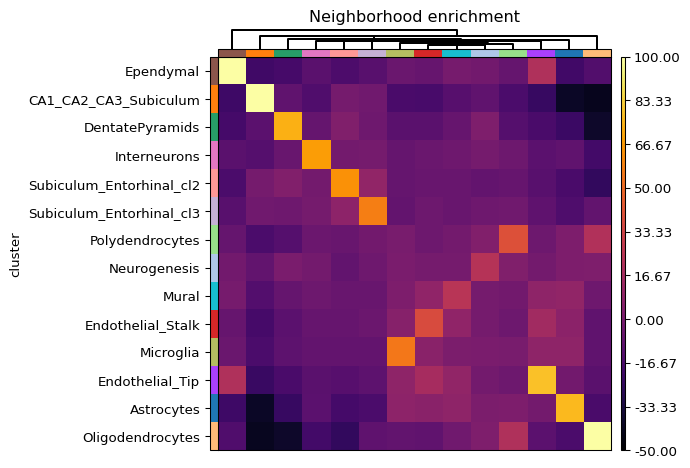 Neighborhood enrichment
Ependymal
CA1_CA2_CA3_Subiculum
DentatePyramids
Interneurons
Subiculum_Entorhinal_cl2
Subiculum_Entorhinal_cl3
Polydendrocytes
Neurogenesis
Mural
Endothelial_Stalk
Microglia
Endothelial_Tip
Astrocytes
Oligodendrocytes
cluster
100.00
83.33
66.67
50.00
33.33
16.67
0.00
-16.67
-33.33
-50.00